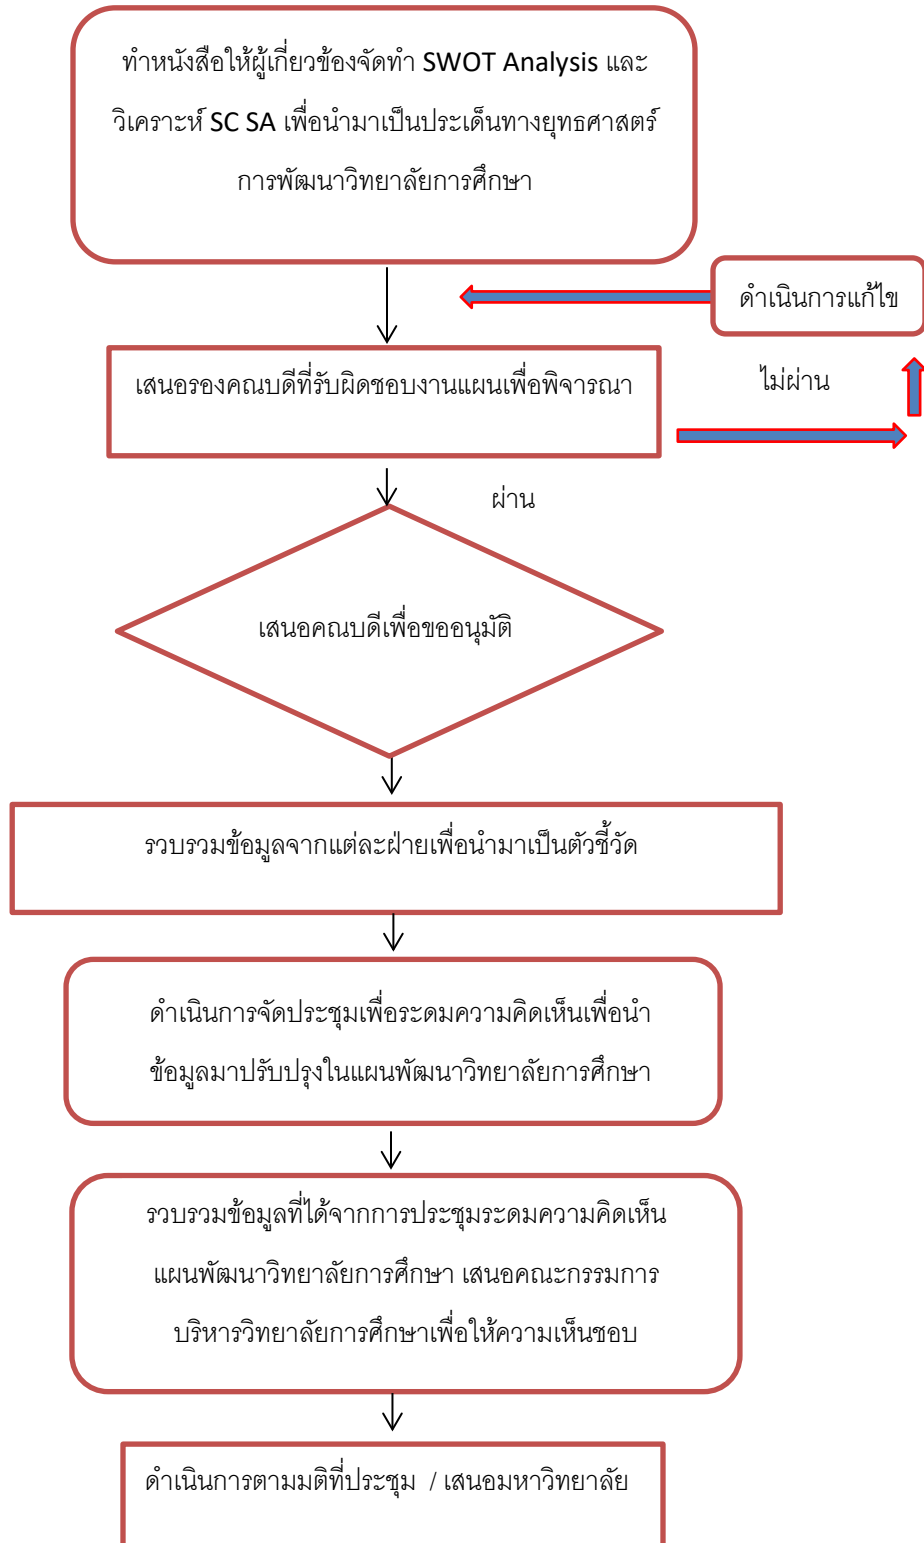 ทำหนังสือให้ผู้เกี่ยวข้องจัดทำ SWOT Analysis และ
วิเคราะห์ SC SA เพื่อนำมาเป็นประเด็นทางยุทธศาสตร์
การพัฒนาวิทยาลัยการศึกษา
ดำเนินการแก้ไข
เสนอรองคณบดีที่รับผิดชอบงานแผนเพื่อพิจารณา
ไม่ผ่าน
ผ่าน
เสนอคณบดีเพื่อขออนุมัติ
รวบรวมข้อมูลจากแต่ละฝ่ายเพื่อนำมาเป็นตัวชี้วัด
ดำเนินการจัดประชุมเพื่อระดมความคิดเห็นเพื่อนำ
ข้อมูลมาปรับปรุงในแผนพัฒนาวิทยาลัยการศึกษา
รวบรวมข้อมูลที่ได้จากการประชุมระดมความคิดเห็น
แผนพัฒนาวิทยาลัยการศึกษา เสนอคณะกรรมการ
บริหารวิทยาลัยการศึกษาเพื่อให้ความเห็นชอบ
ดำเนินการตามมติที่ประชุม / เสนอมหาวิทยาลัย